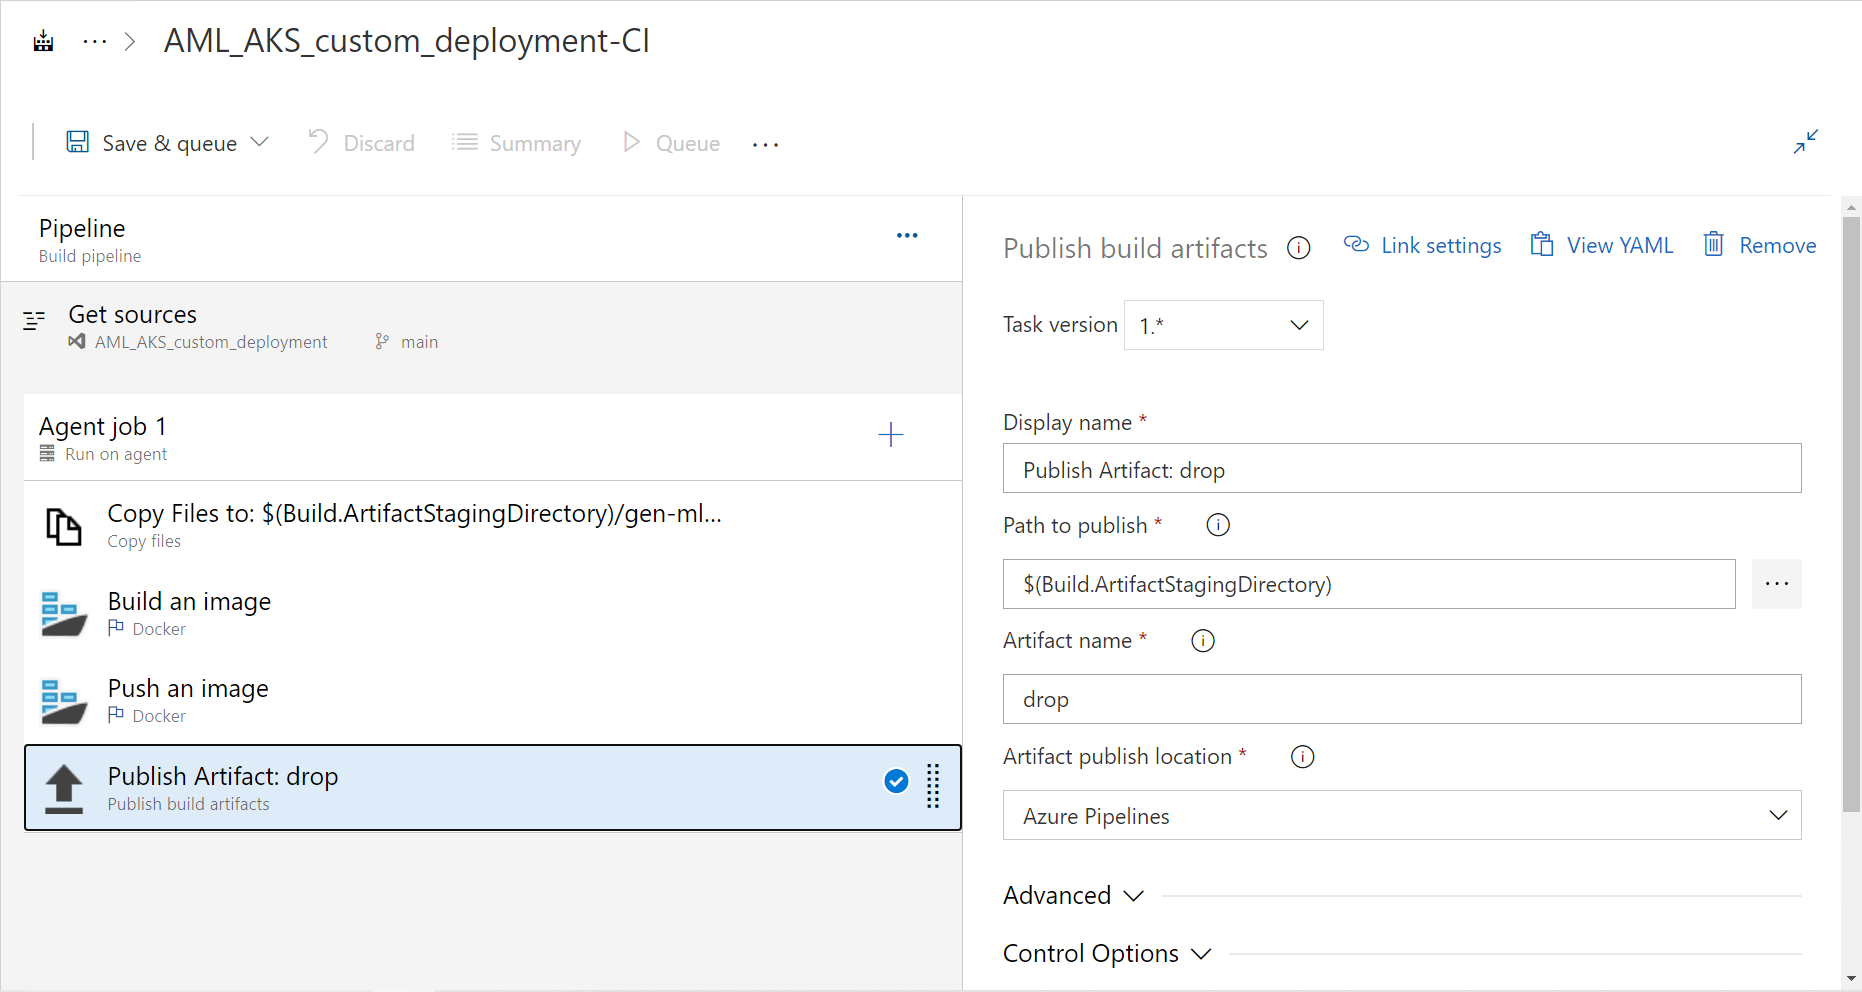 ... > AML_AKS_custom_deployment-CI
Save & queue Discard Summary Queue ...
Pipeline ...
Build pipeline
Get sources
AML_AKS_custom_deployment main
Agent job 1 +
Run on agent
Copy Files to: $(Build.ArtifactStagingDirectory)/gen-ml...
Copy files
Build an image
Docker
Push an image
Docker
Publish Artifact: drop
Publish build artifacts
Publish build artifacts Link settings View YAML Remove
Task version 1.*
Display name *
Publish Artifact: drop
Path to publish *
$(Build.ArtifactStagingDirectory) ...
Artifact name *
drop
Artifact publish location *
Azure Pipelines
Advanced
Control Options